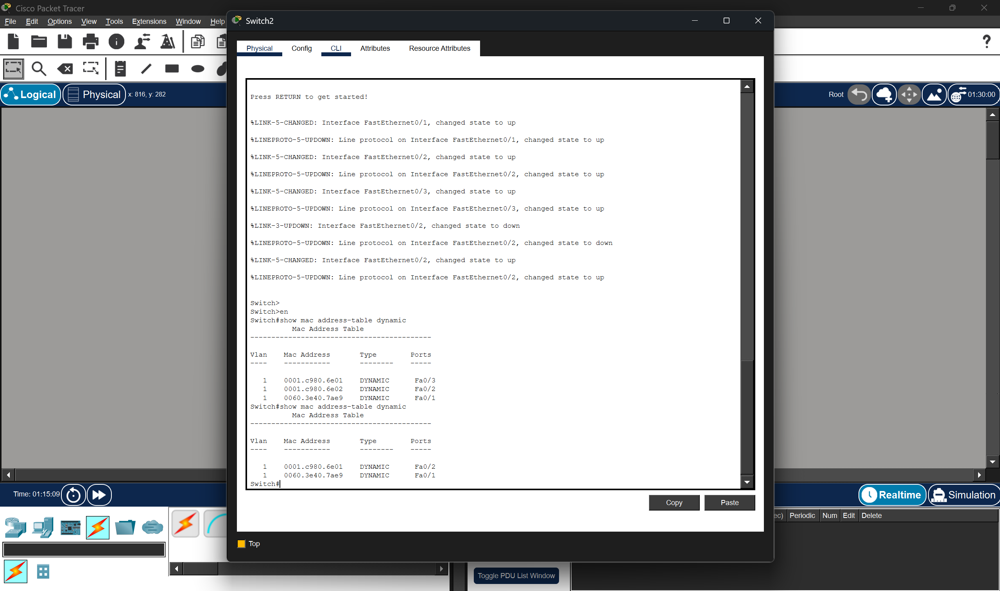 Cisco Packet Tracer
File Edit Options View Tools Extensions Window Help
Switch2
Physical Config CLI Attributes Resource Attributes
Logical Physical x: 816, y: 282
Root 01:30:00
Press RETURN to get started!
%LINK-5-CHANGED: Interface FastEthernet0/1, changed state to up
%LINEPROTO-5-UPDOWN: Line protocol on Interface FastEthernet0/1, changed state to up
%LINK-5-CHANGED: Interface FastEthernet0/2, changed state to up
%LINEPROTO-5-UPDOWN: Line protocol on Interface FastEthernet0/2, changed state to up
%LINK-5-CHANGED: Interface FastEthernet0/3, changed state to up
%LINEPROTO-5-UPDOWN: Line protocol on Interface FastEthernet0/3, changed state to up
%LINK-3-UPDOWN: Interface FastEthernet0/2, changed state to down
%LINEPROTO-5-UPDOWN: Line protocol on Interface FastEthernet0/2, changed state to down
%LINK-5-CHANGED: Interface FastEthernet0/2, changed state to up
%LINEPROTO-5-UPDOWN: Line protocol on Interface FastEthernet0/2, changed state to up
Switch>
Switch>en
Switch#show mac address-table dynamic
Mac Address Table
-------------------------------------------
Vlan Mac Address Type Ports
---- ----------- -------- -----
1 0001.c980.6e01 DYNAMIC Fa0/3
1 0001.c980.6e02 DYNAMIC Fa0/2
1 0060.3e40.7ae9 DYNAMIC Fa0/1
Switch#show mac address-table dynamic
Mac Address Table
-------------------------------------------
Vlan Mac Address Type Ports
---- ----------- -------- -----
1 0001.c980.6e01 DYNAMIC Fa0/2
1 0060.3e40.7ae9 DYNAMIC Fa0/1
Switch#
Copy Paste
Top
Time: 01:15:09
Realtime Simulation
ec) Periodic Num Edit Delete
Toggle PDU List Window